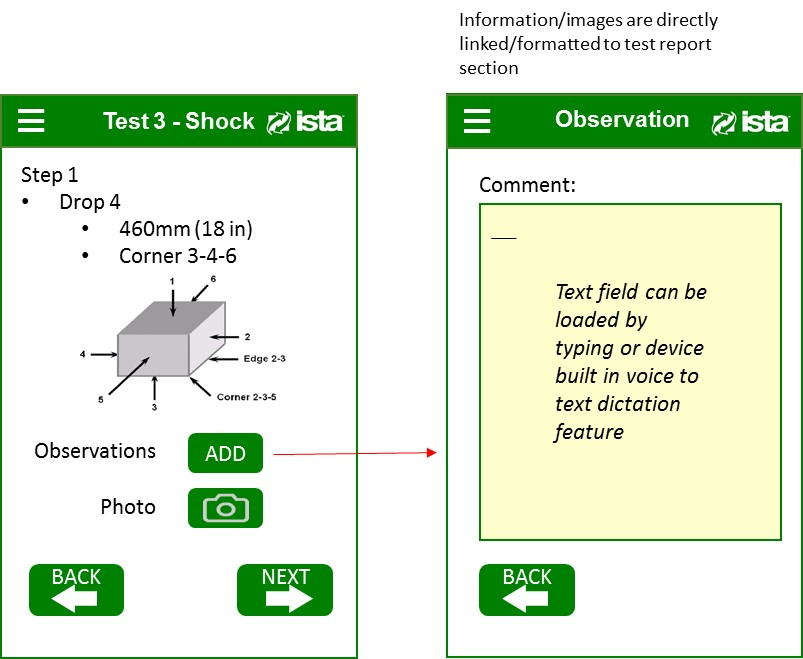 Information/images are directly
linked/formatted to test report
section
Test 3 - Shock ista
Step 1
• Drop 4
• 460mm (18 in)
• Corner 3-4-6
1
6
2
4
Edge 2-3
Corner 2-3-5
5
3
Observations ADD
Photo
BACK
NEXT
Observation ista
Comment:
Text field can be
loaded by
typing or device
built in voice to
text dictation
feature
BACK